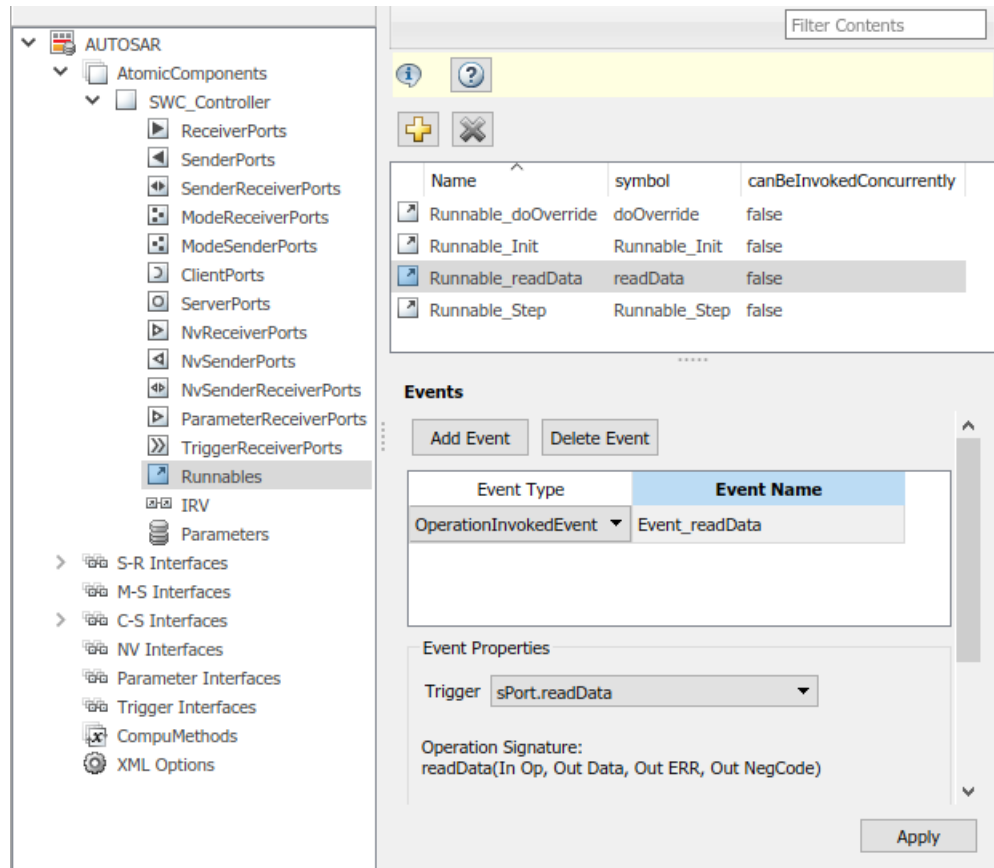 AUTOSAR
AtomicComponents
SWC_Controller
ReceiverPorts
SenderPorts
SenderReceiverPorts
ModeReceiverPorts
ModeSenderPorts
ClientPorts
ServerPorts
NvReceiverPorts
NvSenderPorts
NvSenderReceiverPorts
ParameterReceiverPorts
TriggerReceiverPorts
Runnables
IRV
Parameters
S-R Interfaces
M-S Interfaces
C-S Interfaces
NV Interfaces
Parameter Interfaces
Trigger Interfaces
CompuMethods
XML Options
Filter Contents
Name symbol canBeInvokedConcurrently
Runnable_doOverride doOverride false
Runnable_Init Runnable_Init false
Runnable_readData readData false
Runnable_Step Runnable_Step false
Events
Add Event Delete Event
Event Type Event Name
OperationInvokedEvent Event_readData
Event Properties
Trigger sPort.readData
Operation Signature:
readData(In Op, Out Data, Out ERR, Out NegCode)
Apply